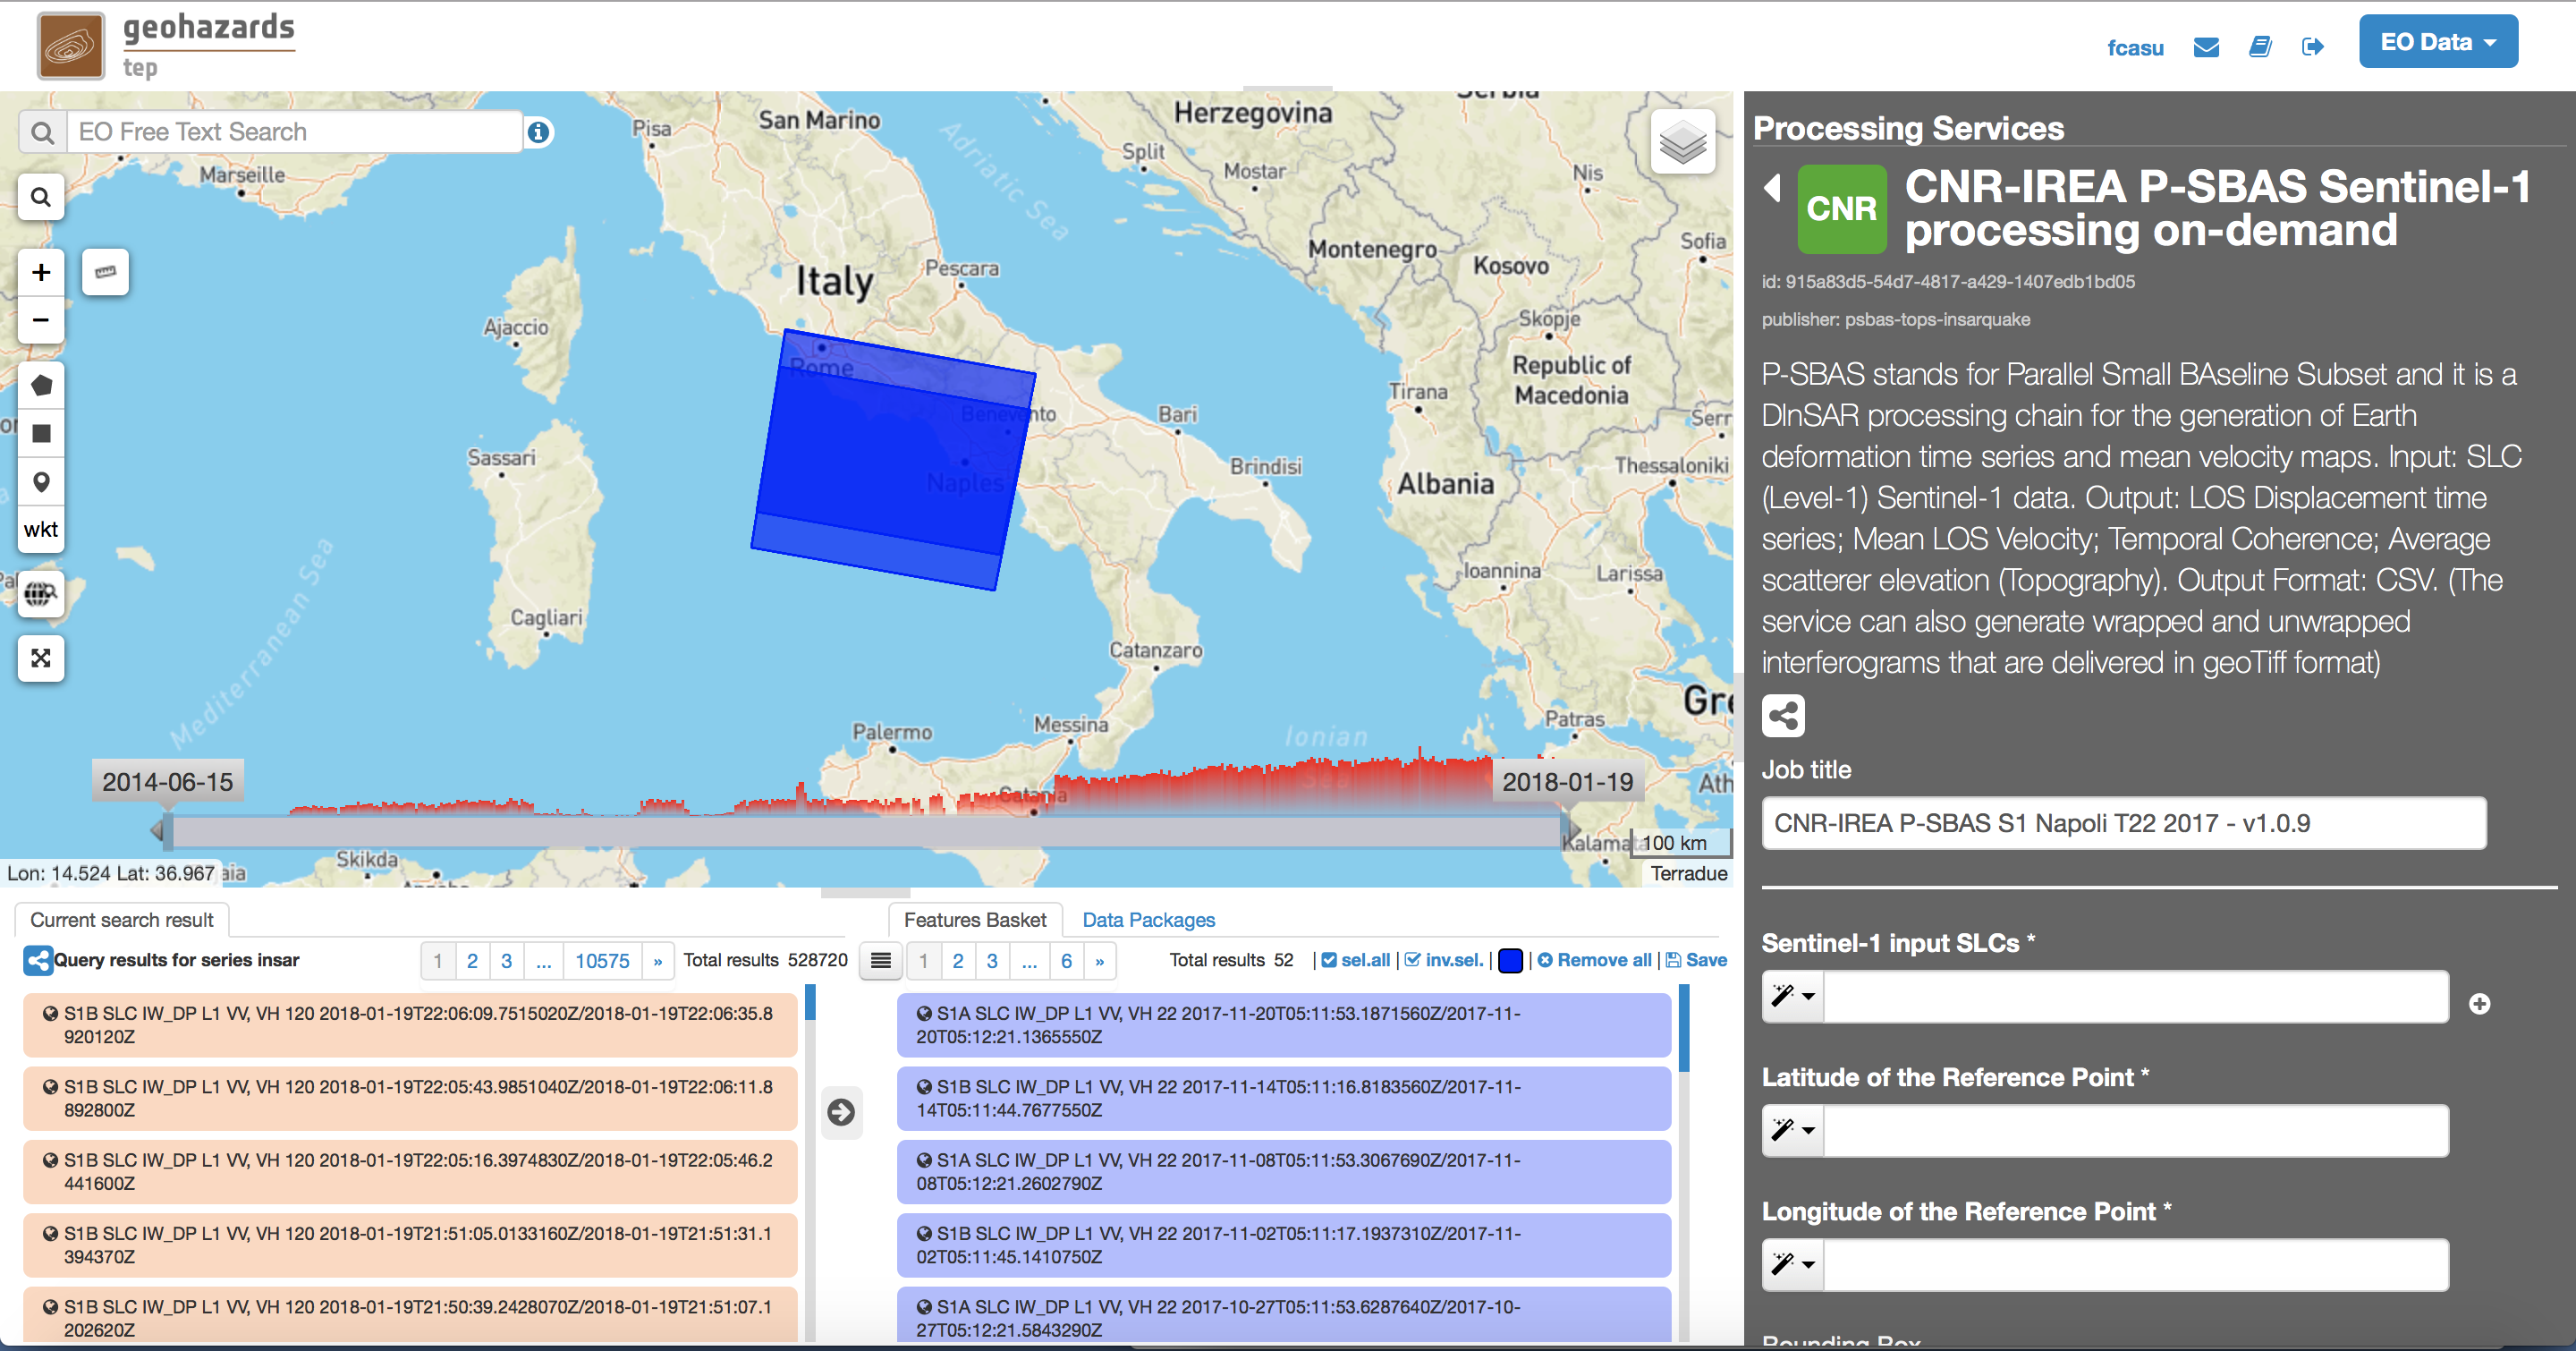 geohazards
tep
fcasu
EO Data
EO Free Text Search
Pisa
San Marino
Adriatic Sea
Herzegovina
Serbia
Split
Mostar
Nis
Marseille
Montenegro
Kosovo
Sofia
Italy
Pescara
Ajaccio
Skopje
Rome
Republic of
Macedonia
Tirana
Benevento
Bari
Serr
Sassari
Naples
Brindisi
Albania
Thessaloniki
wkt
Ioannina
Larissa
Cagliari
Mediterranean Sea
Catanzaro
Gre
Palermo
Messina
Ionian
Sea
Patras
2014-06-15
2018-01-19
Catania
Ath
Kalamat
100 km
Skikda
Lon: 14.524 Lat: 36.967
aia
Terradue
Current search result
Query results for series insar
1 2 3 ... 10575 »
Total results 528720
S1B SLC IW_DP L1 VV, VH 120 2018-01-19T22:06:09.7515020Z/2018-01-19T22:06:35.8
920120Z
S1B SLC IW_DP L1 VV, VH 120 2018-01-19T22:05:43.9851040Z/2018-01-19T22:06:11.8
892800Z
S1B SLC IW_DP L1 VV, VH 120 2018-01-19T22:05:16.3974830Z/2018-01-19T22:05:46.2
441600Z
S1B SLC IW_DP L1 VV, VH 120 2018-01-19T21:51:05.0133160Z/2018-01-19T21:51:31.1
394370Z
S1B SLC IW_DP L1 VV, VH 120 2018-01-19T21:50:39.2428070Z/2018-01-19T21:51:07.1
202620Z
Features Basket
Data Packages
1 2 3 ... 6 »
Total results 52 | sel.all | inv.sel. | | Remove all | Save
S1A SLC IW_DP L1 VV, VH 22 2017-11-20T05:11:53.1871560Z/2017-11-
20T05:12:21.1365550Z
S1B SLC IW_DP L1 VV, VH 22 2017-11-14T05:11:16.8183560Z/2017-11-
14T05:11:44.7677550Z
S1A SLC IW_DP L1 VV, VH 22 2017-11-08T05:11:53.3067690Z/2017-11-
08T05:12:21.2602790Z
S1B SLC IW_DP L1 VV, VH 22 2017-11-02T05:11:17.1937310Z/2017-11-
02T05:11:45.1410750Z
S1A SLC IW_DP L1 VV, VH 22 2017-10-27T05:11:53.6287640Z/2017-10-
27T05:12:21.5843290Z
Processing Services
CNR
CNR-IREA P-SBAS Sentinel-1
processing on-demand
id: 915a83d5-54d7-4817-a429-1407edb1bd05
publisher: psbas-tops-insarquake
P-SBAS stands for Parallel Small BAseline Subset and it is a
DInSAR processing chain for the generation of Earth
deformation time series and mean velocity maps. Input: SLC
(Level-1) Sentinel-1 data. Output: LOS Displacement time
series; Mean LOS Velocity; Temporal Coherence; Average
scatterer elevation (Topography). Output Format: CSV. (The
service can also generate wrapped and unwrapped
interferograms that are delivered in geoTiff format)
Job title
CNR-IREA P-SBAS S1 Napoli T22 2017 - v1.0.9
Sentinel-1 input SLCs *
Latitude of the Reference Point *
Longitude of the Reference Point *
Bounding Box